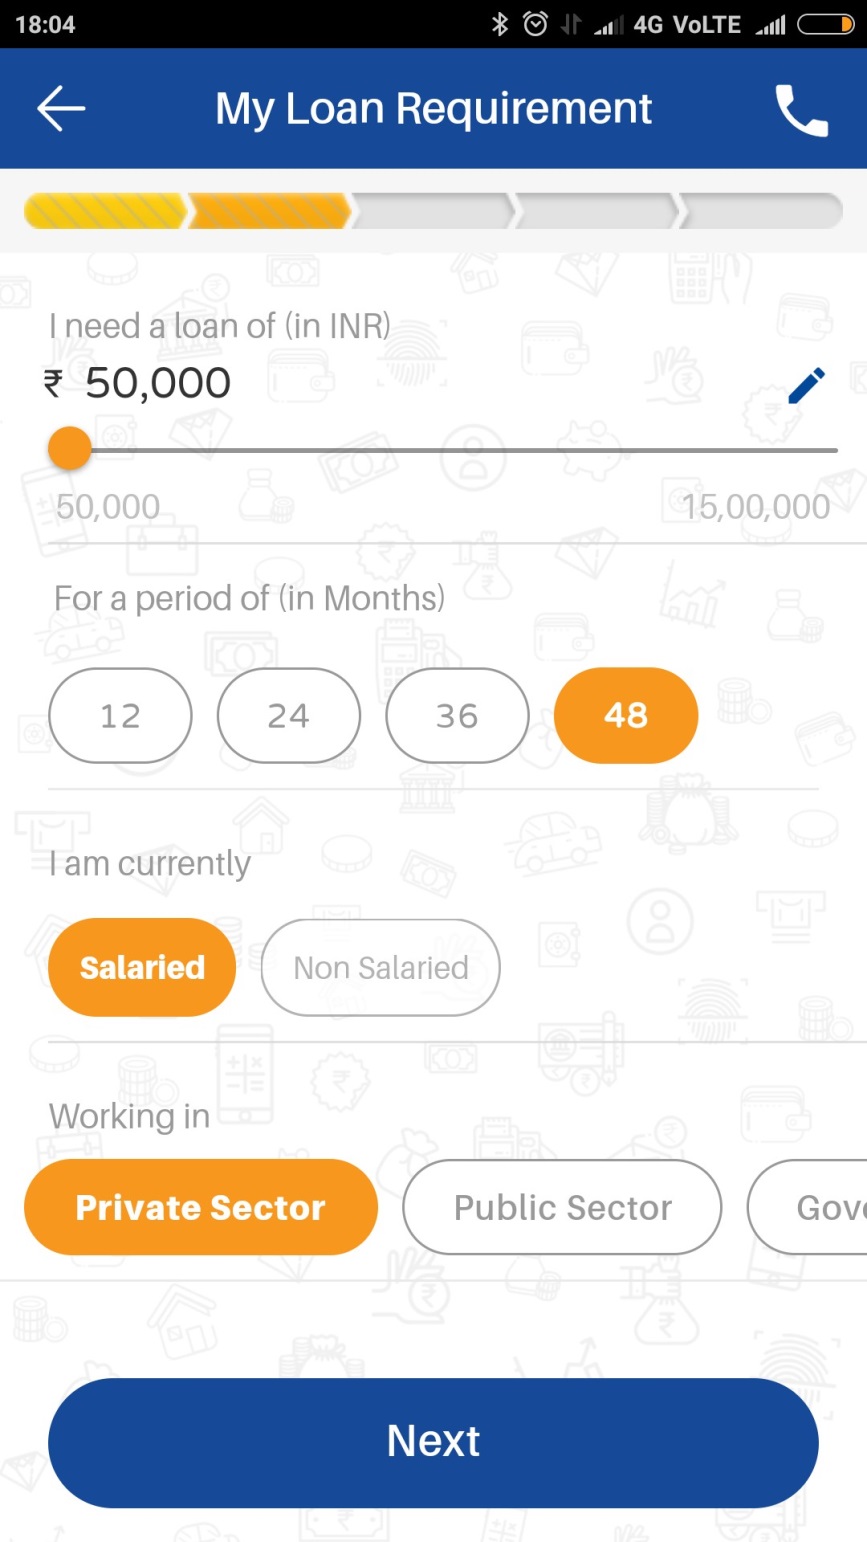 18:04 4G VoLTE
My Loan Requirement
I need a loan of (in INR)
₹ 50,000
50,000 15,00,000
For a period of (in Months)
12 24 36 48
I am currently
Salaried Non Salaried
Working in
Private Sector Public Sector Gov
Next